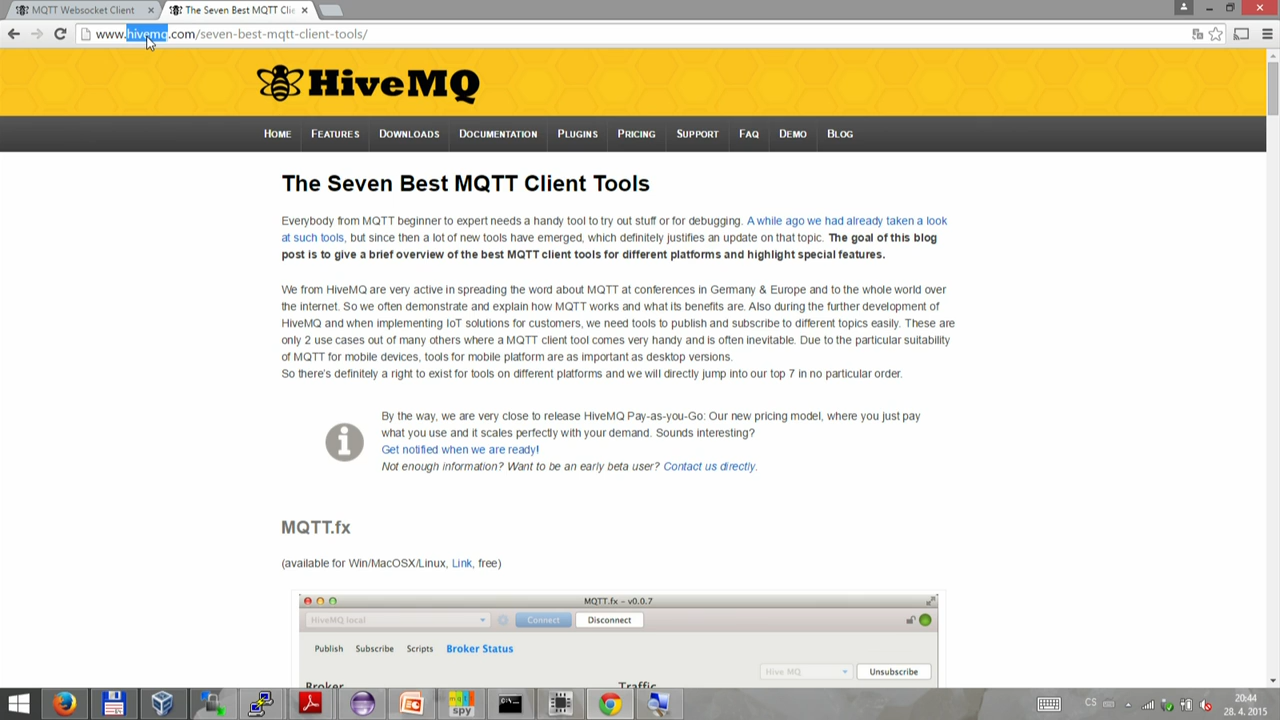 MQTT Websocket Client
The Seven Best MQTT Clie
www.hivemq.com/seven-best-mqtt-client-tools/
HiveMQ
HOME FEATURES DOWNLOADS DOCUMENTATION PLUGINS PRICING SUPPORT FAQ DEMO BLOG
The Seven Best MQTT Client Tools
Everybody from MQTT beginner to expert needs a handy tool to try out stuff or for debugging. A while ago we had already taken a look
at such tools, but since then a lot of new tools have emerged, which definitely justifies an update on that topic. The goal of this blog
post is to give a brief overview of the best MQTT client tools for different platforms and highlight special features.
We from HiveMQ are very active in spreading the word about MQTT at conferences in Germany & Europe and to the whole world over
the internet. So we often demonstrate and explain how MQTT works and what its benefits are. Also during the further development of
HiveMQ and when implementing IoT solutions for customers, we need tools to publish and subscribe to different topics easily. These are
only 2 use cases out of many others where a MQTT client tool comes very handy and is often inevitable. Due to the particular suitability
of MQTT for mobile devices, tools for mobile platform are as important as desktop versions.
So there's definitely a right to exist for tools on different platforms and we will directly jump into our top 7 in no particular order.
By the way, we are very close to release HiveMQ Pay-as-you-Go: Our new pricing model, where you just pay
what you use and it scales perfectly with your demand. Sounds interesting?
Get notified when we are ready!
Not enough information? Want to be an early beta user? Contact us directly.
MQTT.fx
(available for Win/MacOSX/Linux, Link, free)
MQTT.fx - v0.0.7
HiveMQ local Connect Disconnect
Publish Subscribe Scripts Broker Status
Hive MQ Unsubscribe
Broker Traffic
spy
CS
20:44
28. 4. 2015